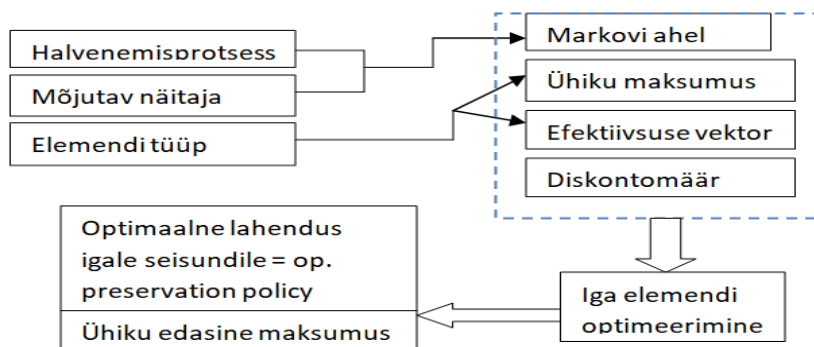 Halvenemisprotsess
Mõjutav näitaja
Elemendi tüüp
Markovi ahel
Ühiku maksumus
Efektiivsuse vektor
Diskontomäär
Optimaalne lahendus
igale seisundile = op.
preservation policy
Ühiku edasine maksumus
Iga elemendi
optimeerimine